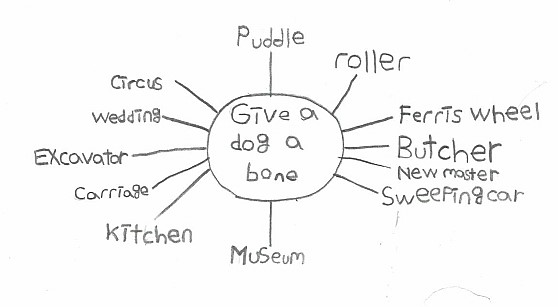 Puddle
roller
Circus
Wedding
Give a
dog a
bone
Ferris wheel
Butcher
New master
Sweeping car
Excavator
Carriage
Kitchen
Museum